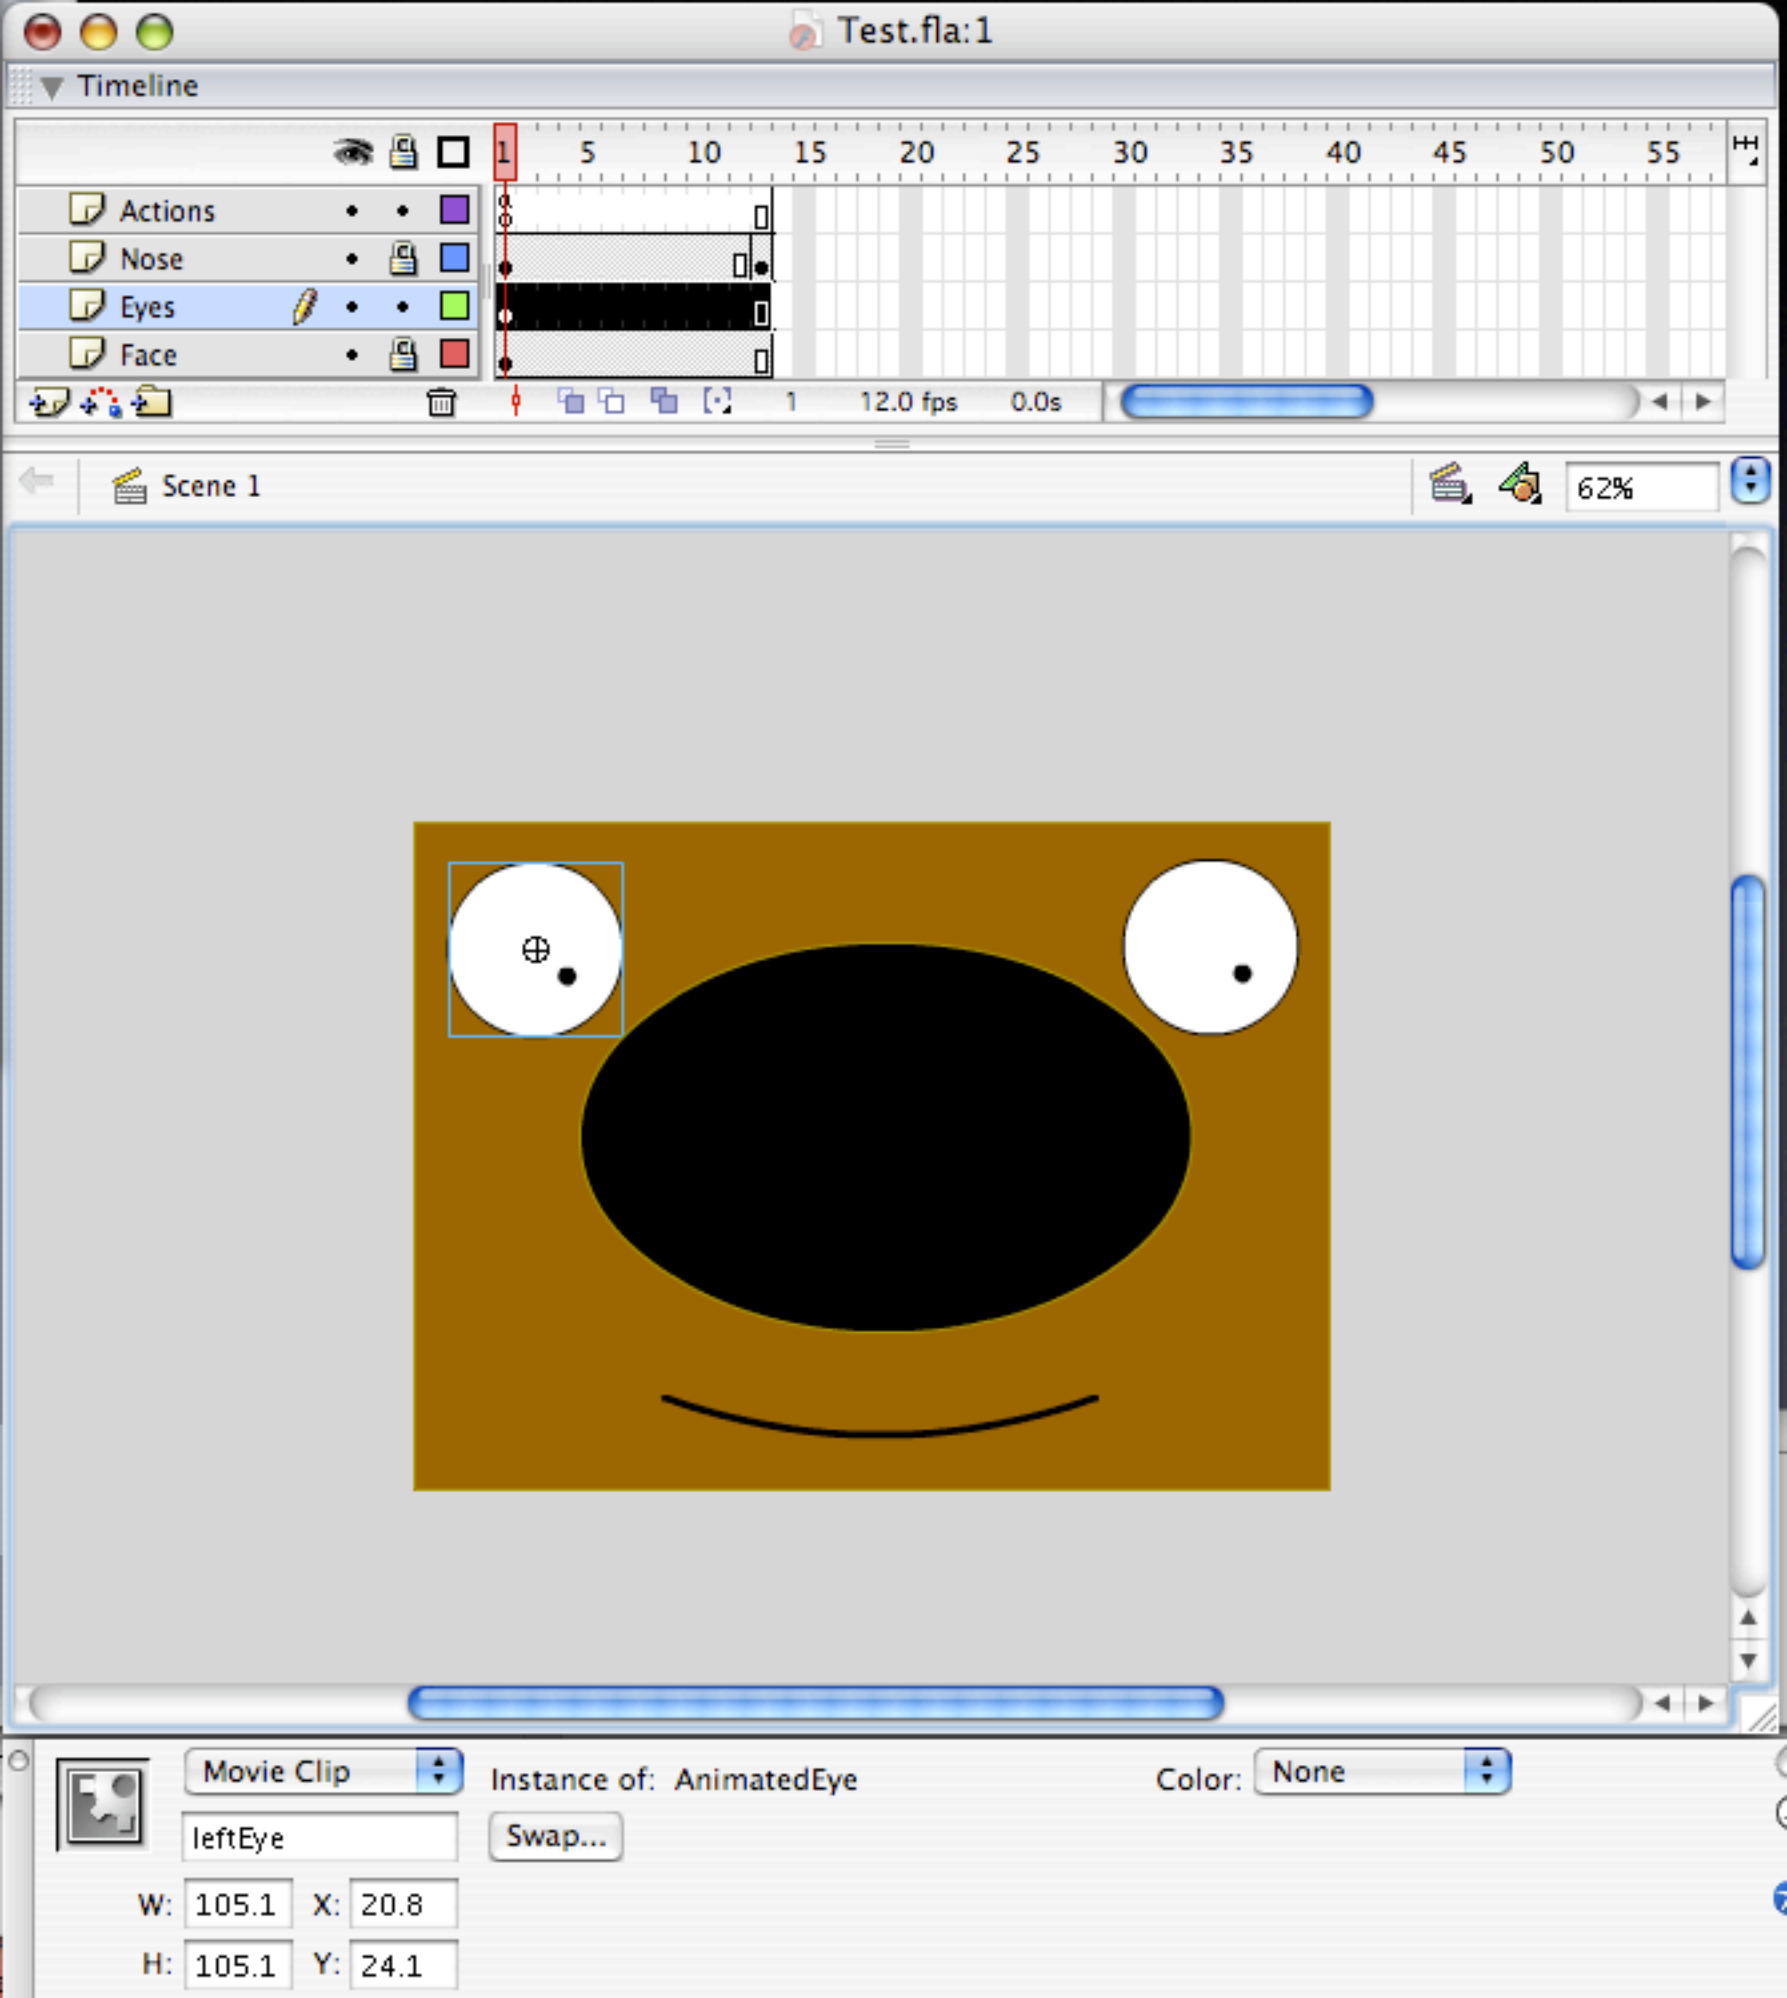 Test.fla:1
Timeline
1 5 10 15 20 25 30 35 40 45 50 55
Actions
Nose
Eyes
Face
1 12.0 fps 0.0s
Scene 1 62%
Movie Clip Instance of: AnimatedEye Color: None
leftEye Swap...
W: 105.1 X: 20.8
H: 105.1 Y: 24.1